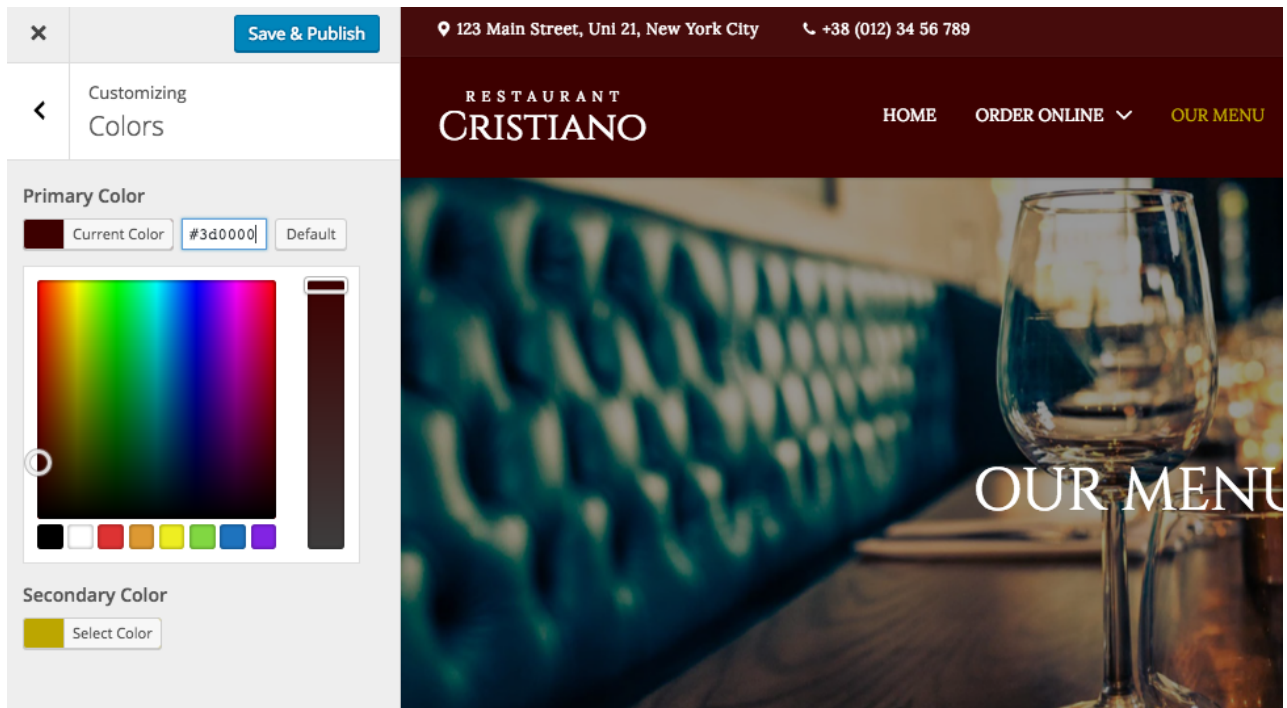 Save & Publish
Customizing
Colors
Primary Color
Current Color
#3d0000
Default
Secondary Color
Select Color
123 Main Street, Uni 21, New York City
+38 (012) 34 56 789
RESTAURANT
CRISTIANO
HOME
ORDER ONLINE
OUR MENU
OUR MENU